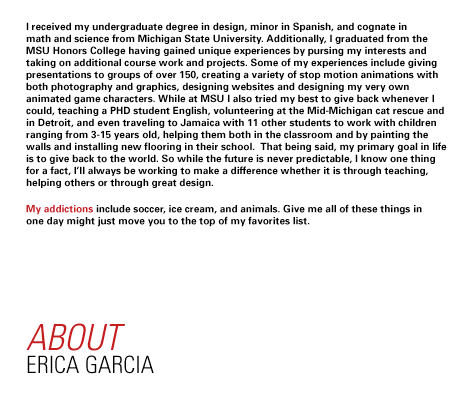 I received my undergraduate degree in design, minor in Spanish, and cognate in
math and science from Michigan State University. Additionally, I graduated from the
MSU Honors College having gained unique experiences by pursing my interests and
taking on additional course work and projects. Some of my experiences include giving
presentations to groups of over 150, creating a variety of stop motion animations with
both photography and graphics, designing websites and designing my very own
animated game characters. While at MSU I also tried my best to give back whenever I
could, teaching a PHD student English, volunteering at the Mid-Michigan cat rescue and
in Detroit, and even traveling to Jamaica with 11 other students to work with children
ranging from 3-15 years old, helping them both in the classroom and by painting the
walls and installing new flooring in their school. That being said, my primary goal in life
is to give back to the world. So while the future is never predictable, I know one thing
for a fact, I'll always be working to make a difference whether it is through teaching,
helping others or through great design.
My addictions include soccer, ice cream, and animals. Give me all of these things in
one day might just move you to the top of my favorites list.
ABOUT
ERICA GARCIA